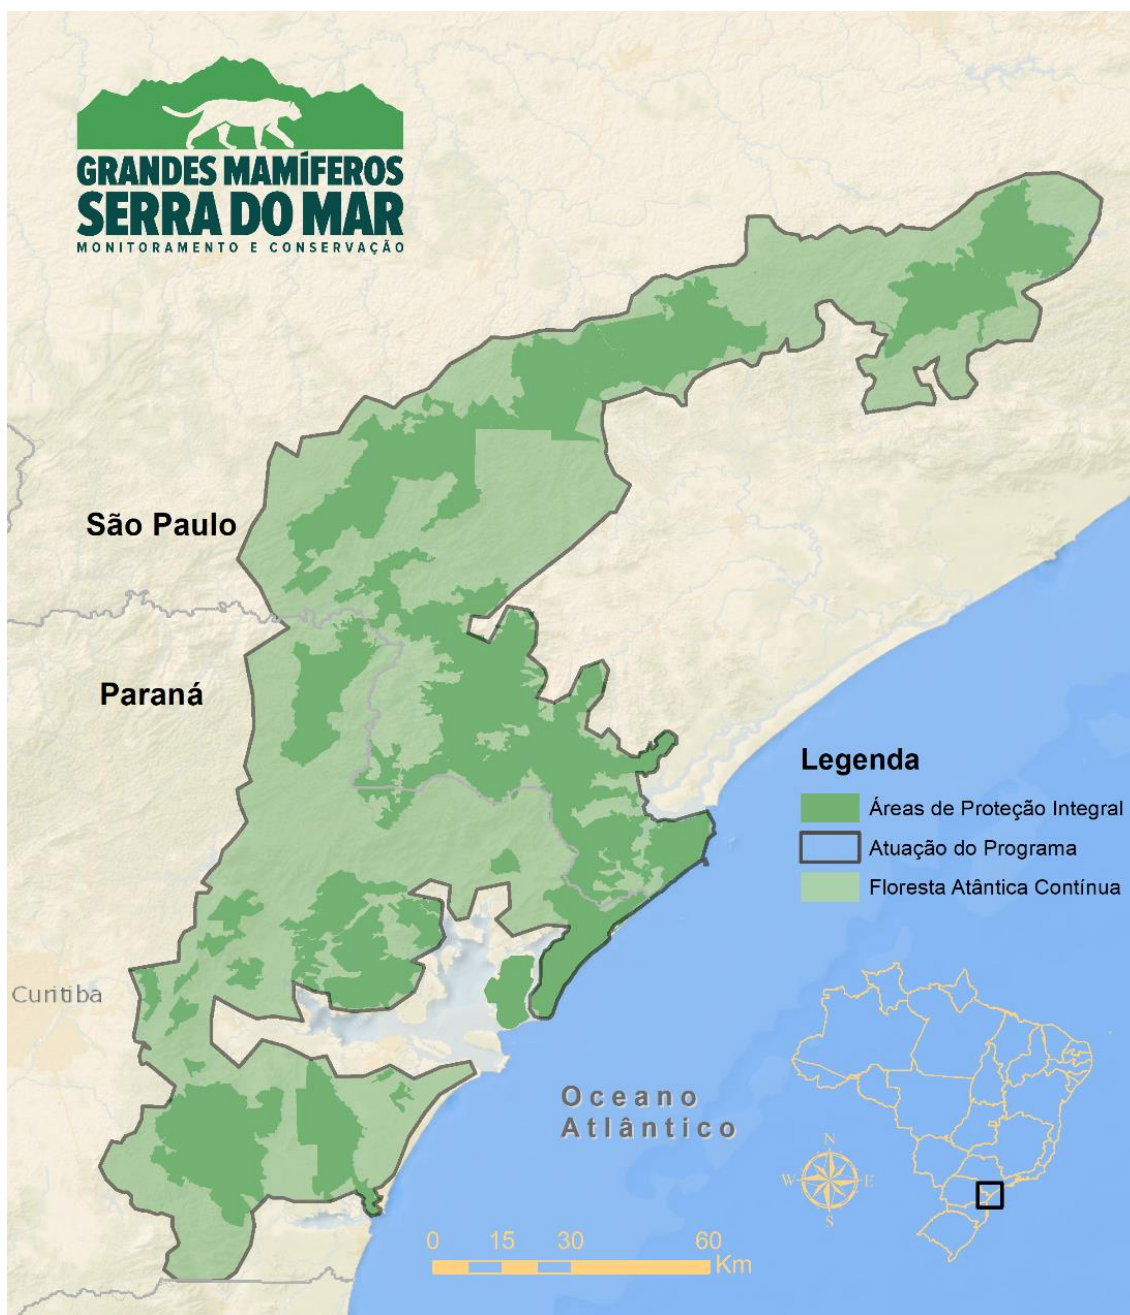 GRANDES MAMÍFEROS
SERRA DO MAR
MONITORAMENTO E CONSERVAÇÃO
São Paulo
Paraná
Legenda
Áreas de Proteção Integral
Atuação do Programa
Floresta Atântica Contínua
Curitiba
Oceano
Atlântico
N
W E
S
0 15 30 60
Km